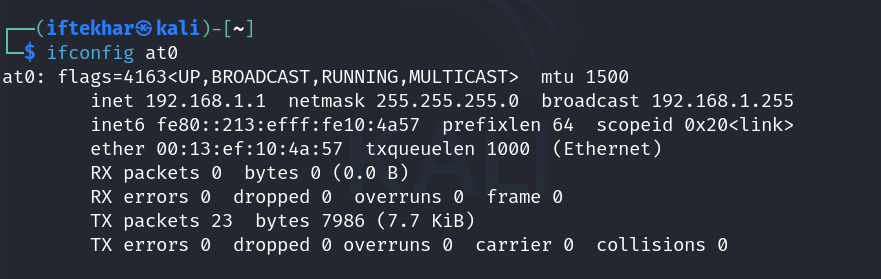 ┌──(iftekhar㉿kali)-[~]
└─$ ifconfig at0
at0: flags=4163<UP,BROADCAST,RUNNING,MULTICAST>  mtu 1500
        inet 192.168.1.1  netmask 255.255.255.0  broadcast 192.168.1.255
        inet6 fe80::213:efff:fe10:4a57  prefixlen 64  scopeid 0x20<link>
        ether 00:13:ef:10:4a:57  txqueuelen 1000  (Ethernet)
        RX packets 0  bytes 0 (0.0 B)
        RX errors 0  dropped 0  overruns 0  frame 0
        TX packets 23  bytes 7986 (7.7 KiB)
        TX errors 0  dropped 0 overruns 0  carrier 0  collisions 0
KALI